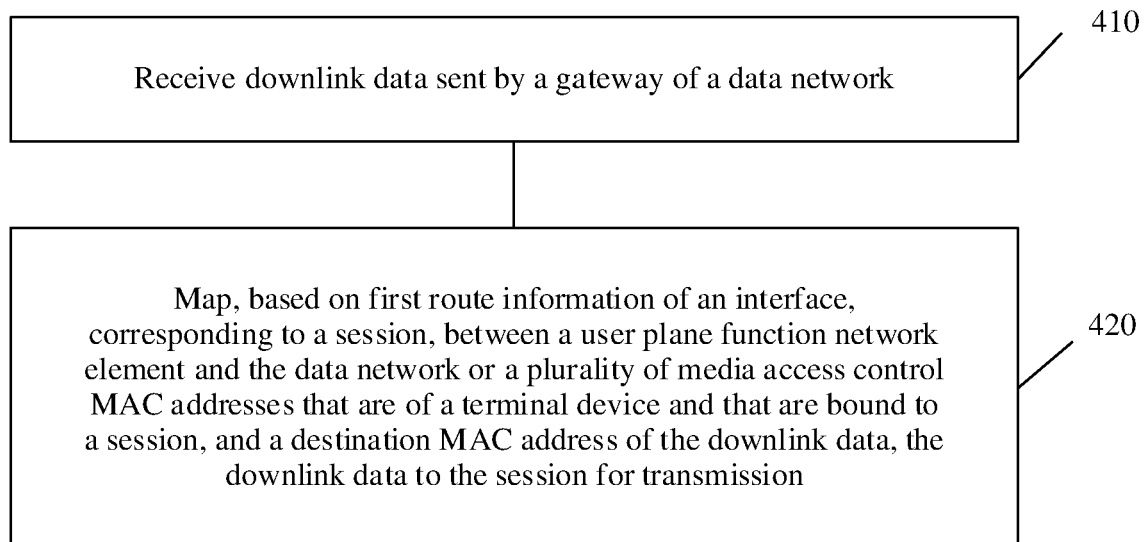 410
Receive downlink data sent by a gateway of a data network
Map, based on first route information of an interface,
corresponding to a session, between a user plane function network
element and the data network or a plurality of media access control
MAC addresses that are of a terminal device and that are bound to
a session, and a destination MAC address of the downlink data, the
downlink data to the session for transmission
420